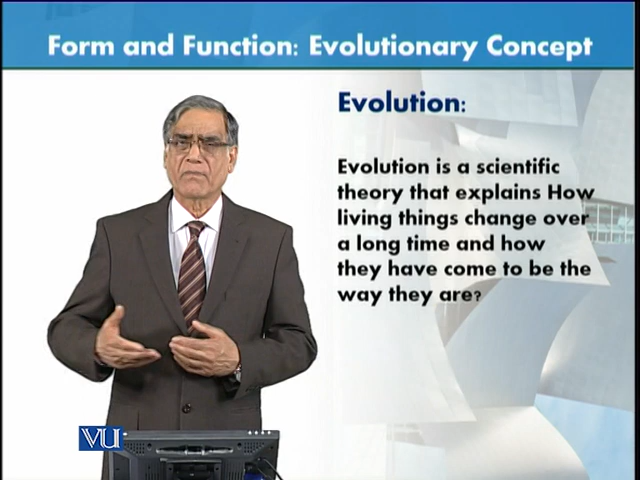 Form and Function: Evolutionary Concept
Evolution:
Evolution is a scientific
theory that explains How
living things change over
a long time and how
they have come to be the
way they are?
VU